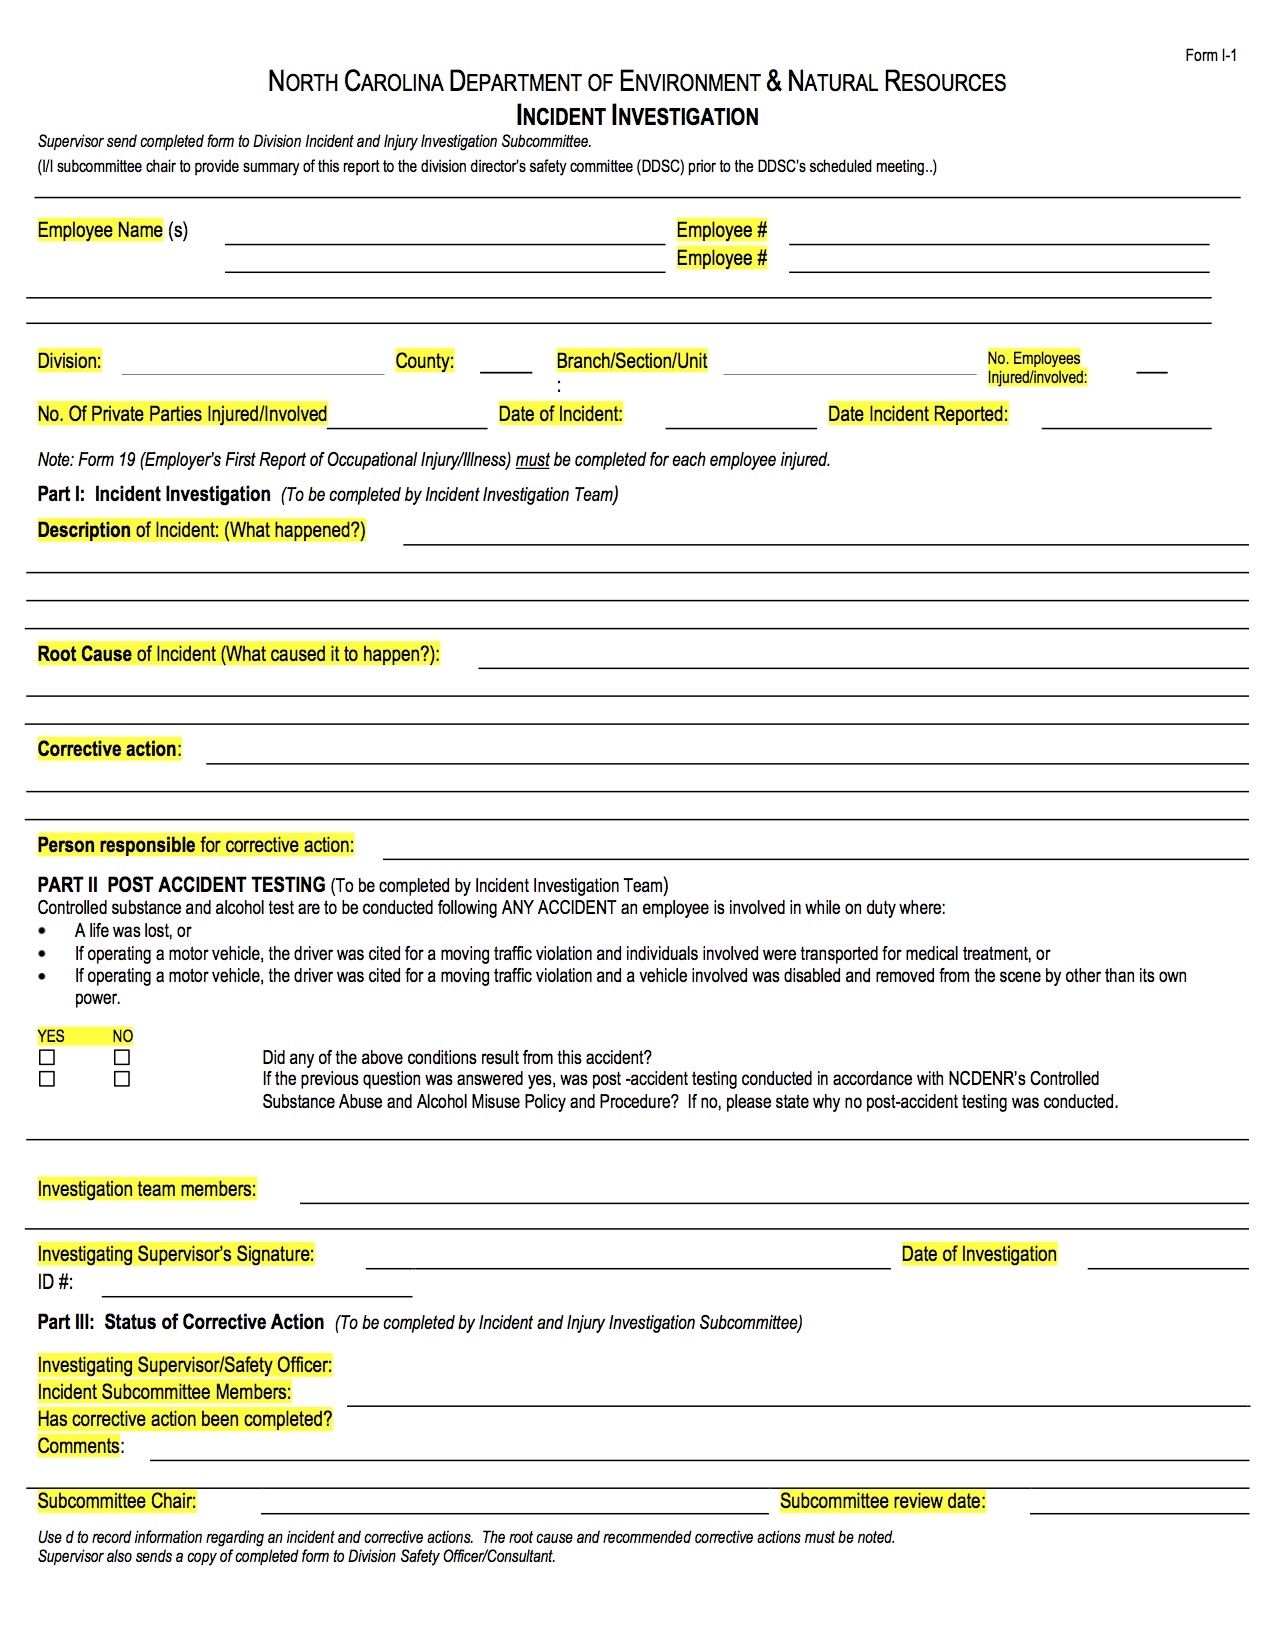 Form I-1
NORTH CAROLINA DEPARTMENT OF ENVIRONMENT & NATURAL RESOURCES
INCIDENT INVESTIGATION
Supervisor send completed form to Division Incident and Injury Investigation Subcommittee.
(I/I subcommittee chair to provide summary of this report to the division director's safety committee (DDSC) prior to the DDSC's scheduled meeting..)
Employee Name (s) Employee #
Employee #
Division: County: Branch/Section/Unit No. Employees
: Injured/involved:
No. Of Private Parties Injured/Involved Date of Incident: Date Incident Reported:
Note: Form 19 (Employer's First Report of Occupational Injury/Illness) must be completed for each employee injured.
Part I: Incident Investigation (To be completed by Incident Investigation Team)
Description of Incident: (What happened?)
Root Cause of Incident (What caused it to happen?):
Corrective action:
Person responsible for corrective action:
PART II POST ACCIDENT TESTING (To be completed by Incident Investigation Team)
Controlled substance and alcohol test are to be conducted following ANY ACCIDENT an employee is involved in while on duty where:
• A life was lost, or
• If operating a motor vehicle, the driver was cited for a moving traffic violation and individuals involved were transported for medical treatment, or
• If operating a motor vehicle, the driver was cited for a moving traffic violation and a vehicle involved was disabled and removed from the scene by other than its own
power.
YES NO
☐ ☐ Did any of the above conditions result from this accident?
☐ ☐ If the previous question was answered yes, was post -accident testing conducted in accordance with NCDENR's Controlled
Substance Abuse and Alcohol Misuse Policy and Procedure? If no, please state why no post-accident testing was conducted.
Investigation team members:
Investigating Supervisor's Signature: Date of Investigation
ID #:
Part III: Status of Corrective Action (To be completed by Incident and Injury Investigation Subcommittee)
Investigating Supervisor/Safety Officer:
Incident Subcommittee Members:
Has corrective action been completed?
Comments:
Subcommittee Chair: Subcommittee review date:
Use d to record information regarding an incident and corrective actions. The root cause and recommended corrective actions must be noted.
Supervisor also sends a copy of completed form to Division Safety Officer/Consultant.